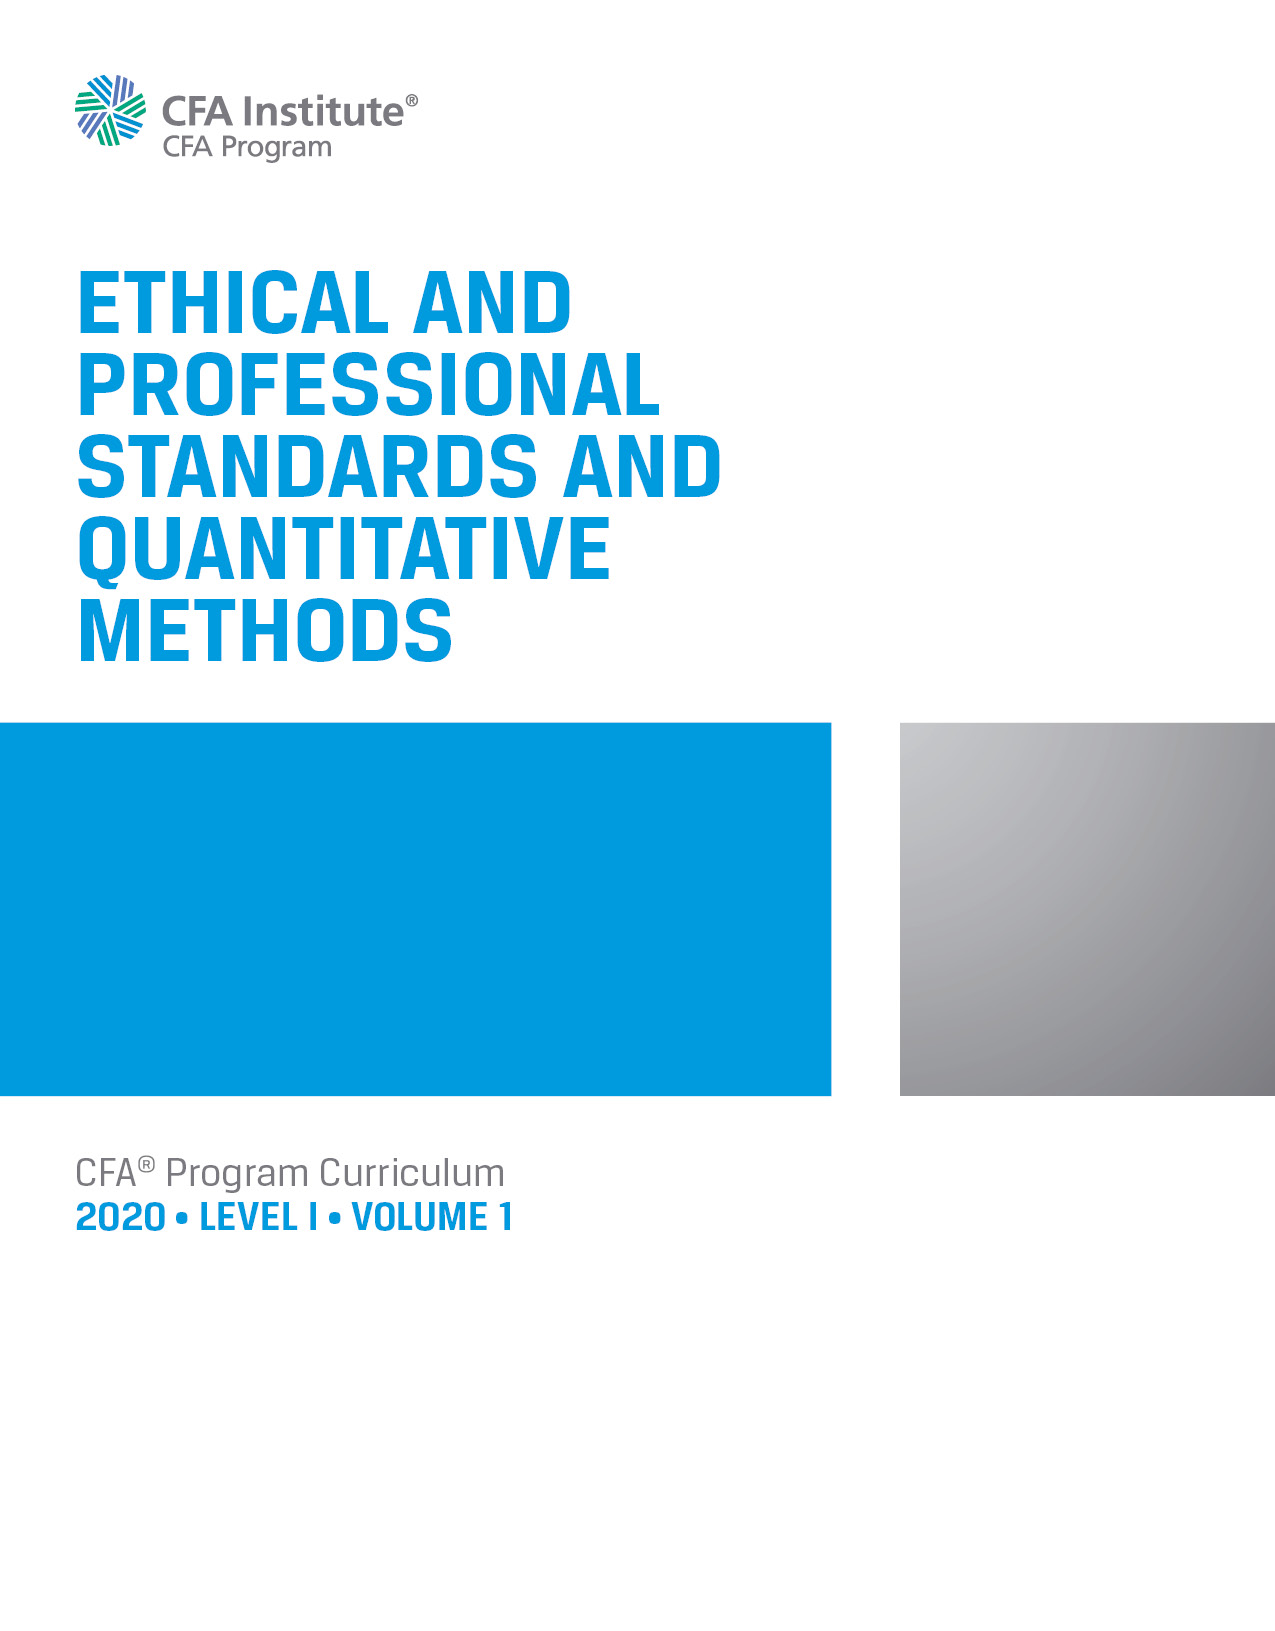 CFA Institute®
CFA Program
ETHICAL AND
PROFESSIONAL
STANDARDS AND
QUANTITATIVE
METHODS
CFA® Program Curriculum
2020 • LEVEL I • VOLUME 1